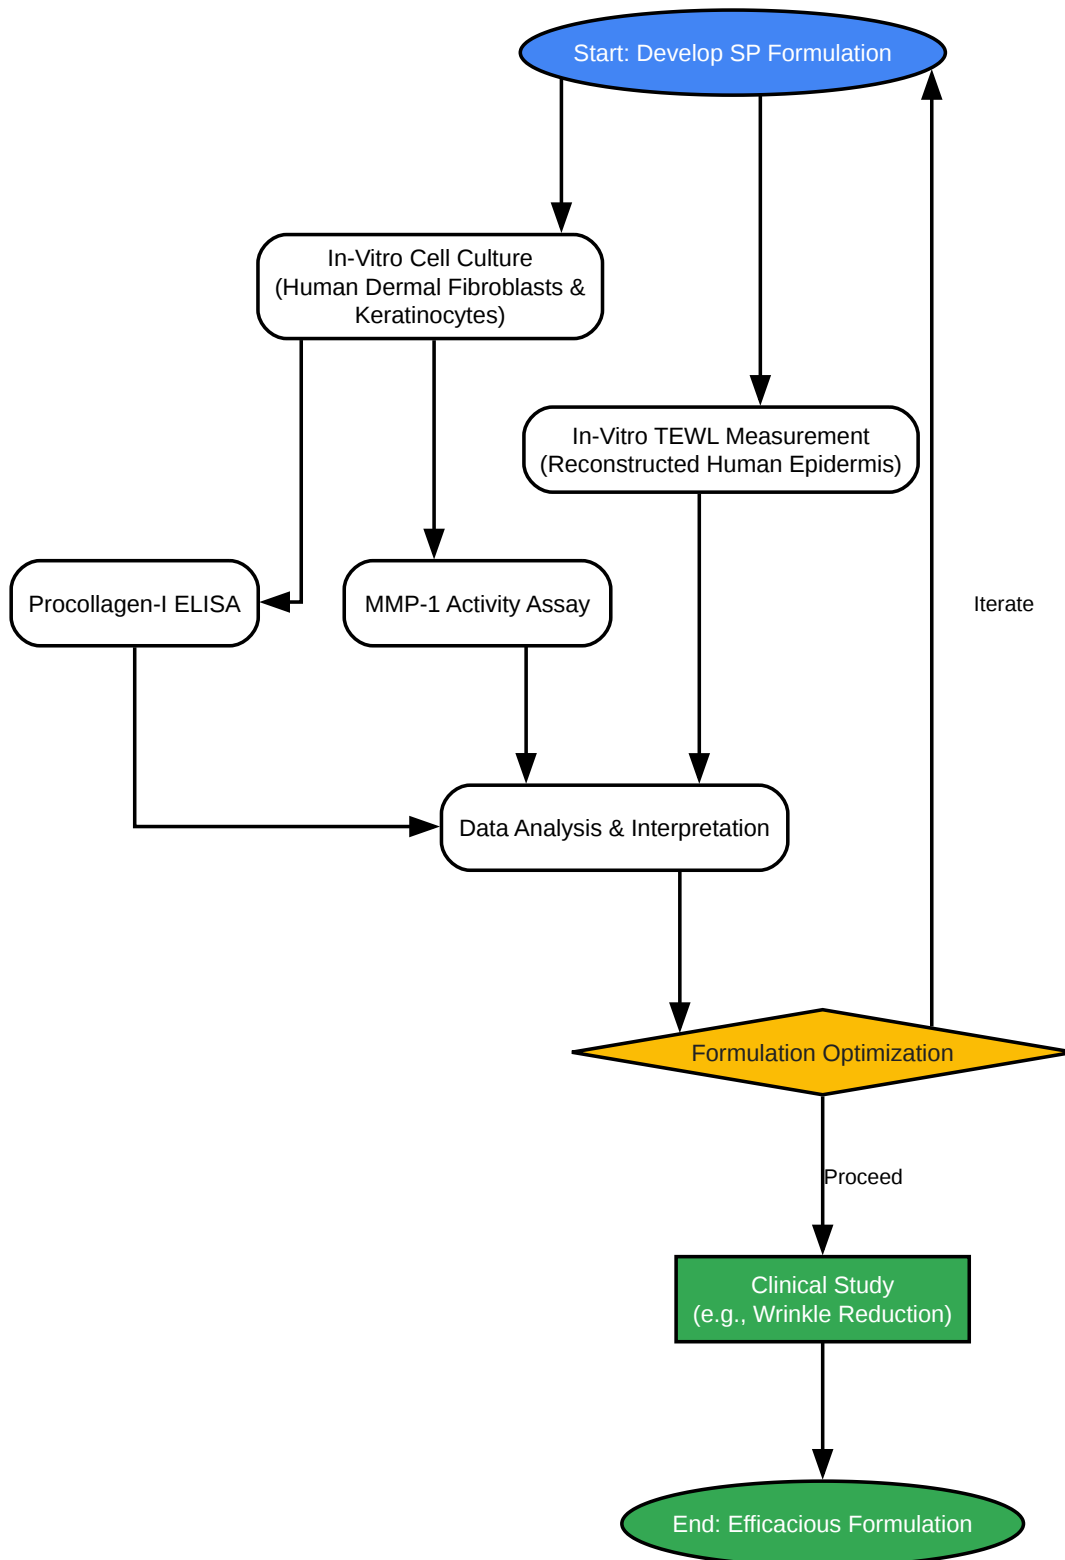 Start: Develop SP Formulation
In-Vitro Cell Culture
(Human Dermal Fibroblasts &
Keratinocytes)
In-Vitro TEWL Measurement
(Reconstructed Human Epidermis)
Procollagen-I ELISA
MMP-1 Activity Assay
Iterate
Data Analysis & Interpretation
Formulation Optimization
Proceed
Clinical Study
(e.g., Wrinkle Reduction)
End: Efficacious Formulation